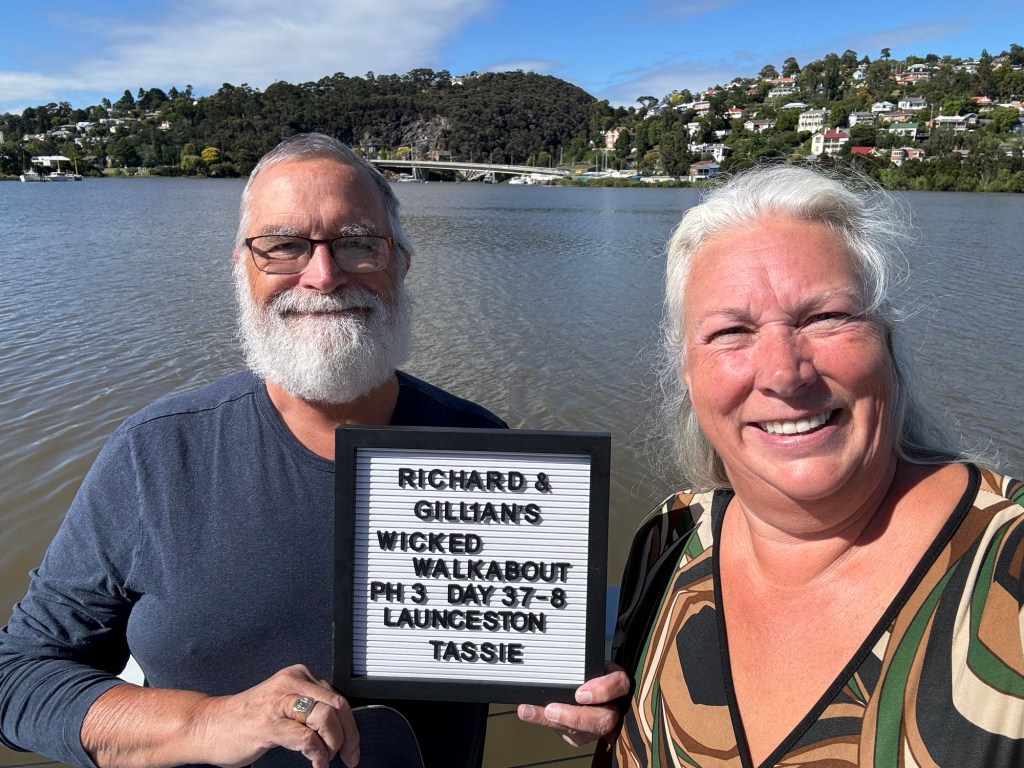 RICHARD &
GILLIAN'S
WICKED
WALKABOUT
PH 3 DAY 37-8
LAUNCESTON
TASSIE